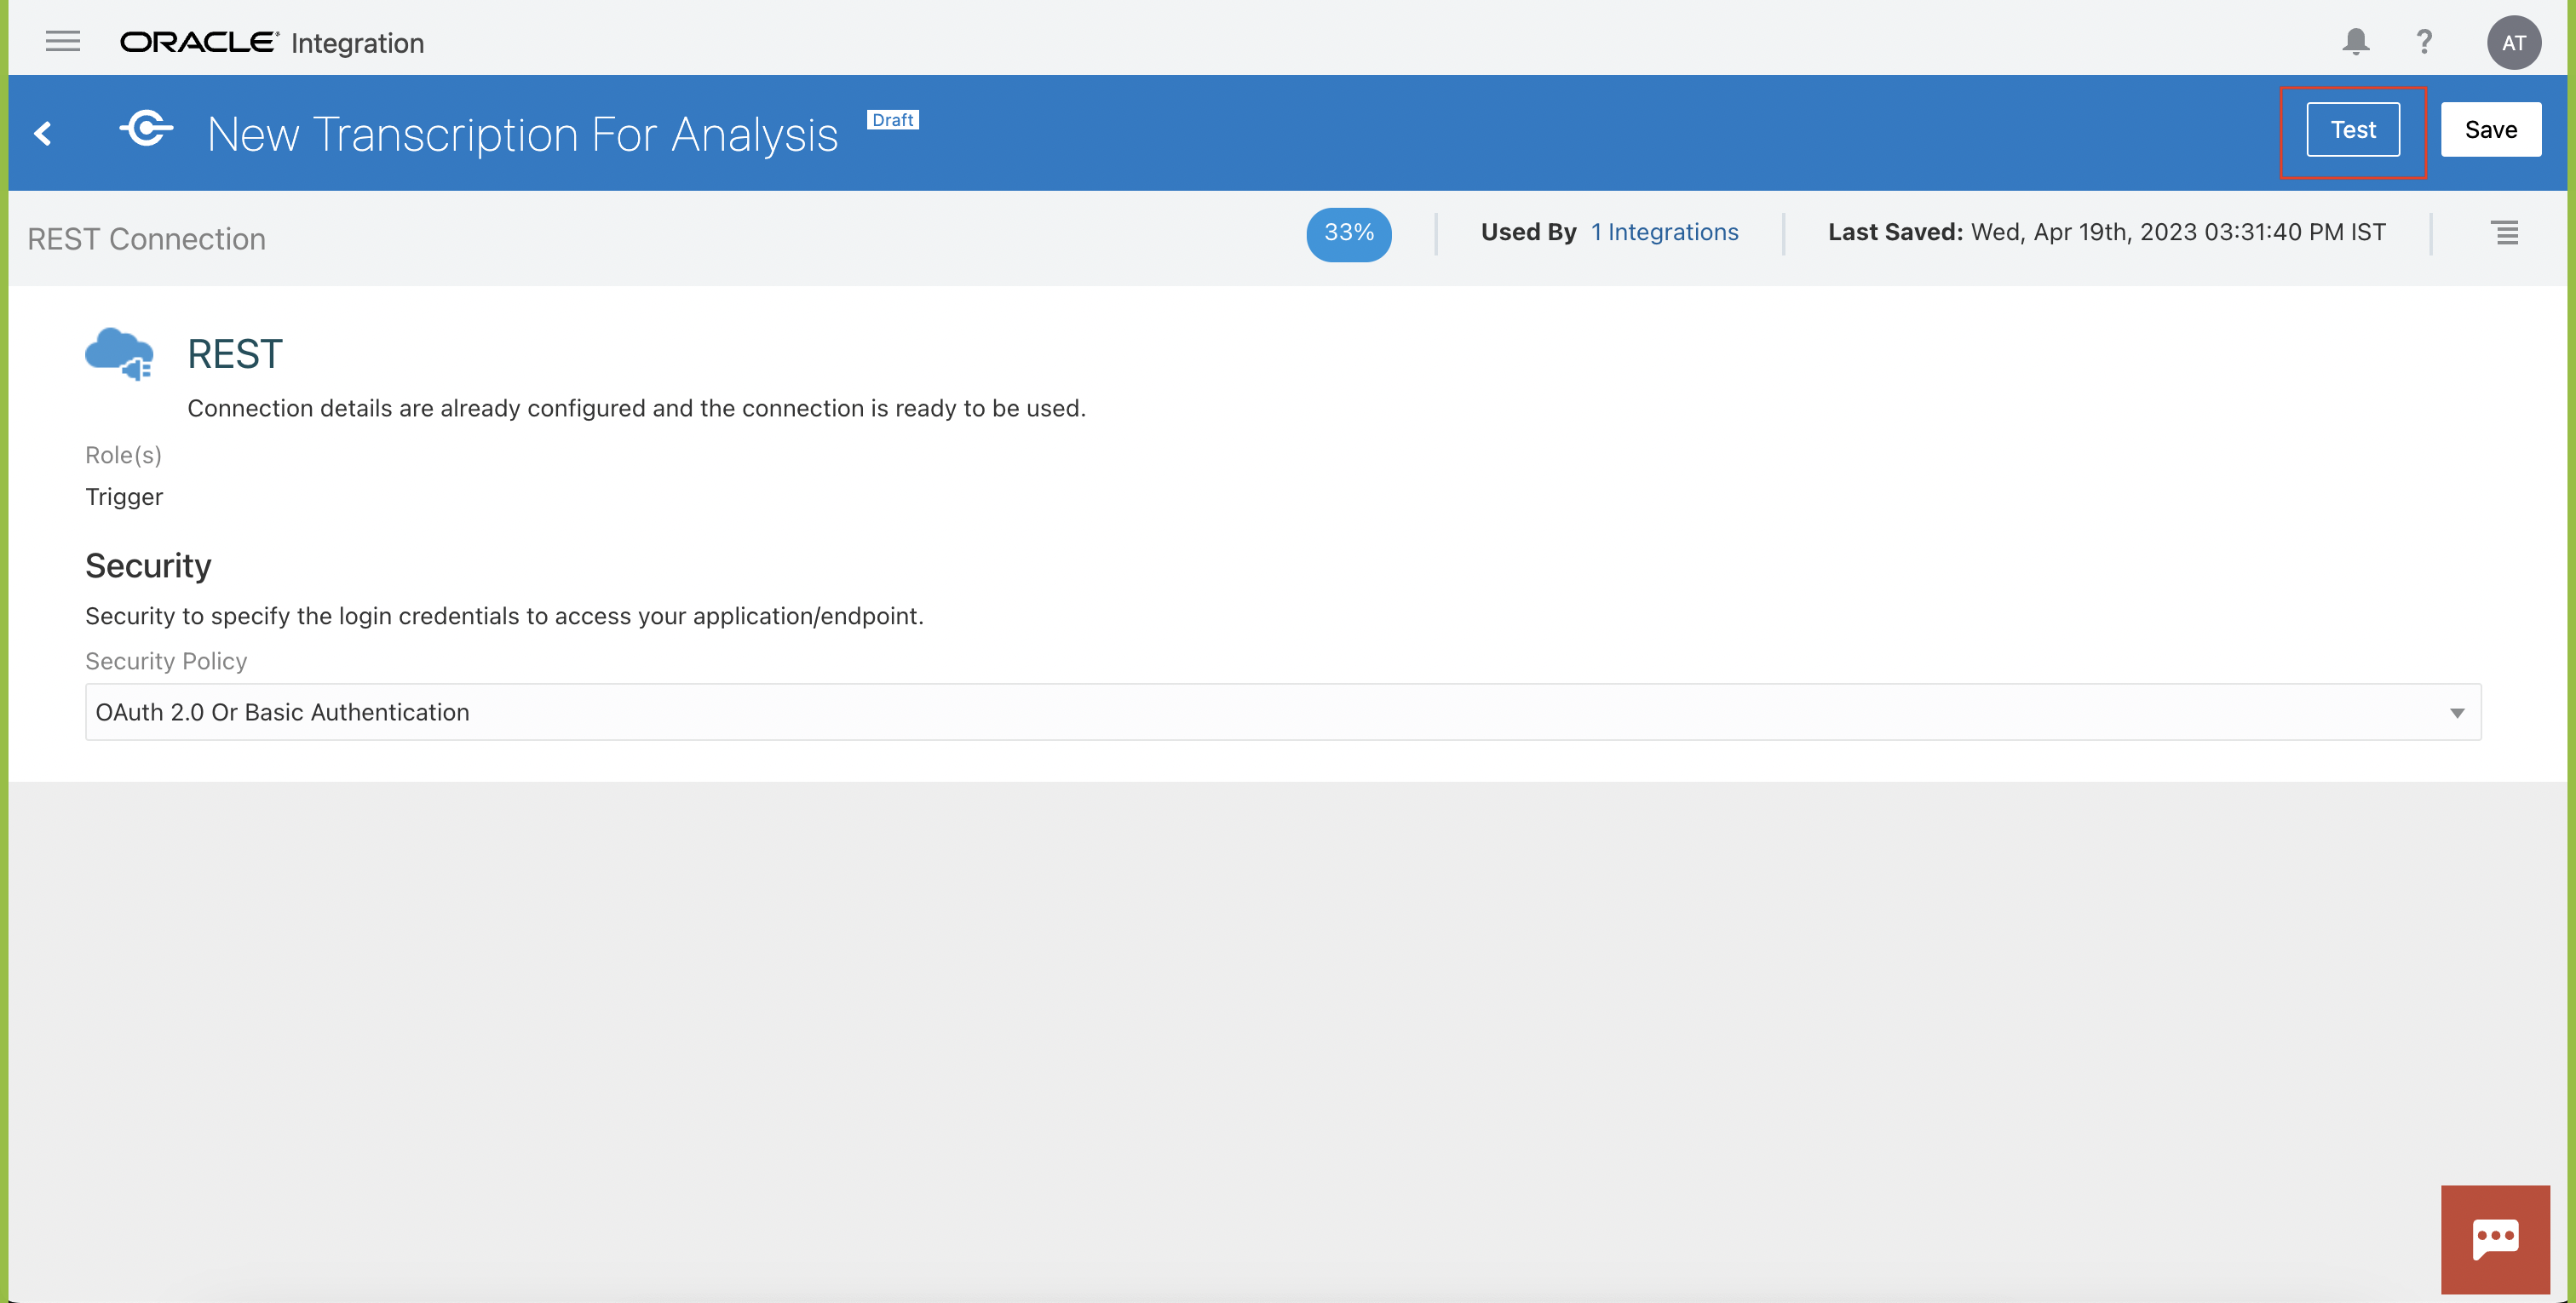 ORACLE Integration
?
AT
New Transcription For Analysis
Draft
Test
Save
REST Connection
33%
Used By 1 Integrations
Last Saved: Wed, Apr 19th, 2023 03:31:40 PM IST
REST
Connection details are already configured and the connection is ready to be used.
Role(s)
Trigger
Security
Security to specify the login credentials to access your application/endpoint.
Security Policy
OAuth 2.0 Or Basic Authentication